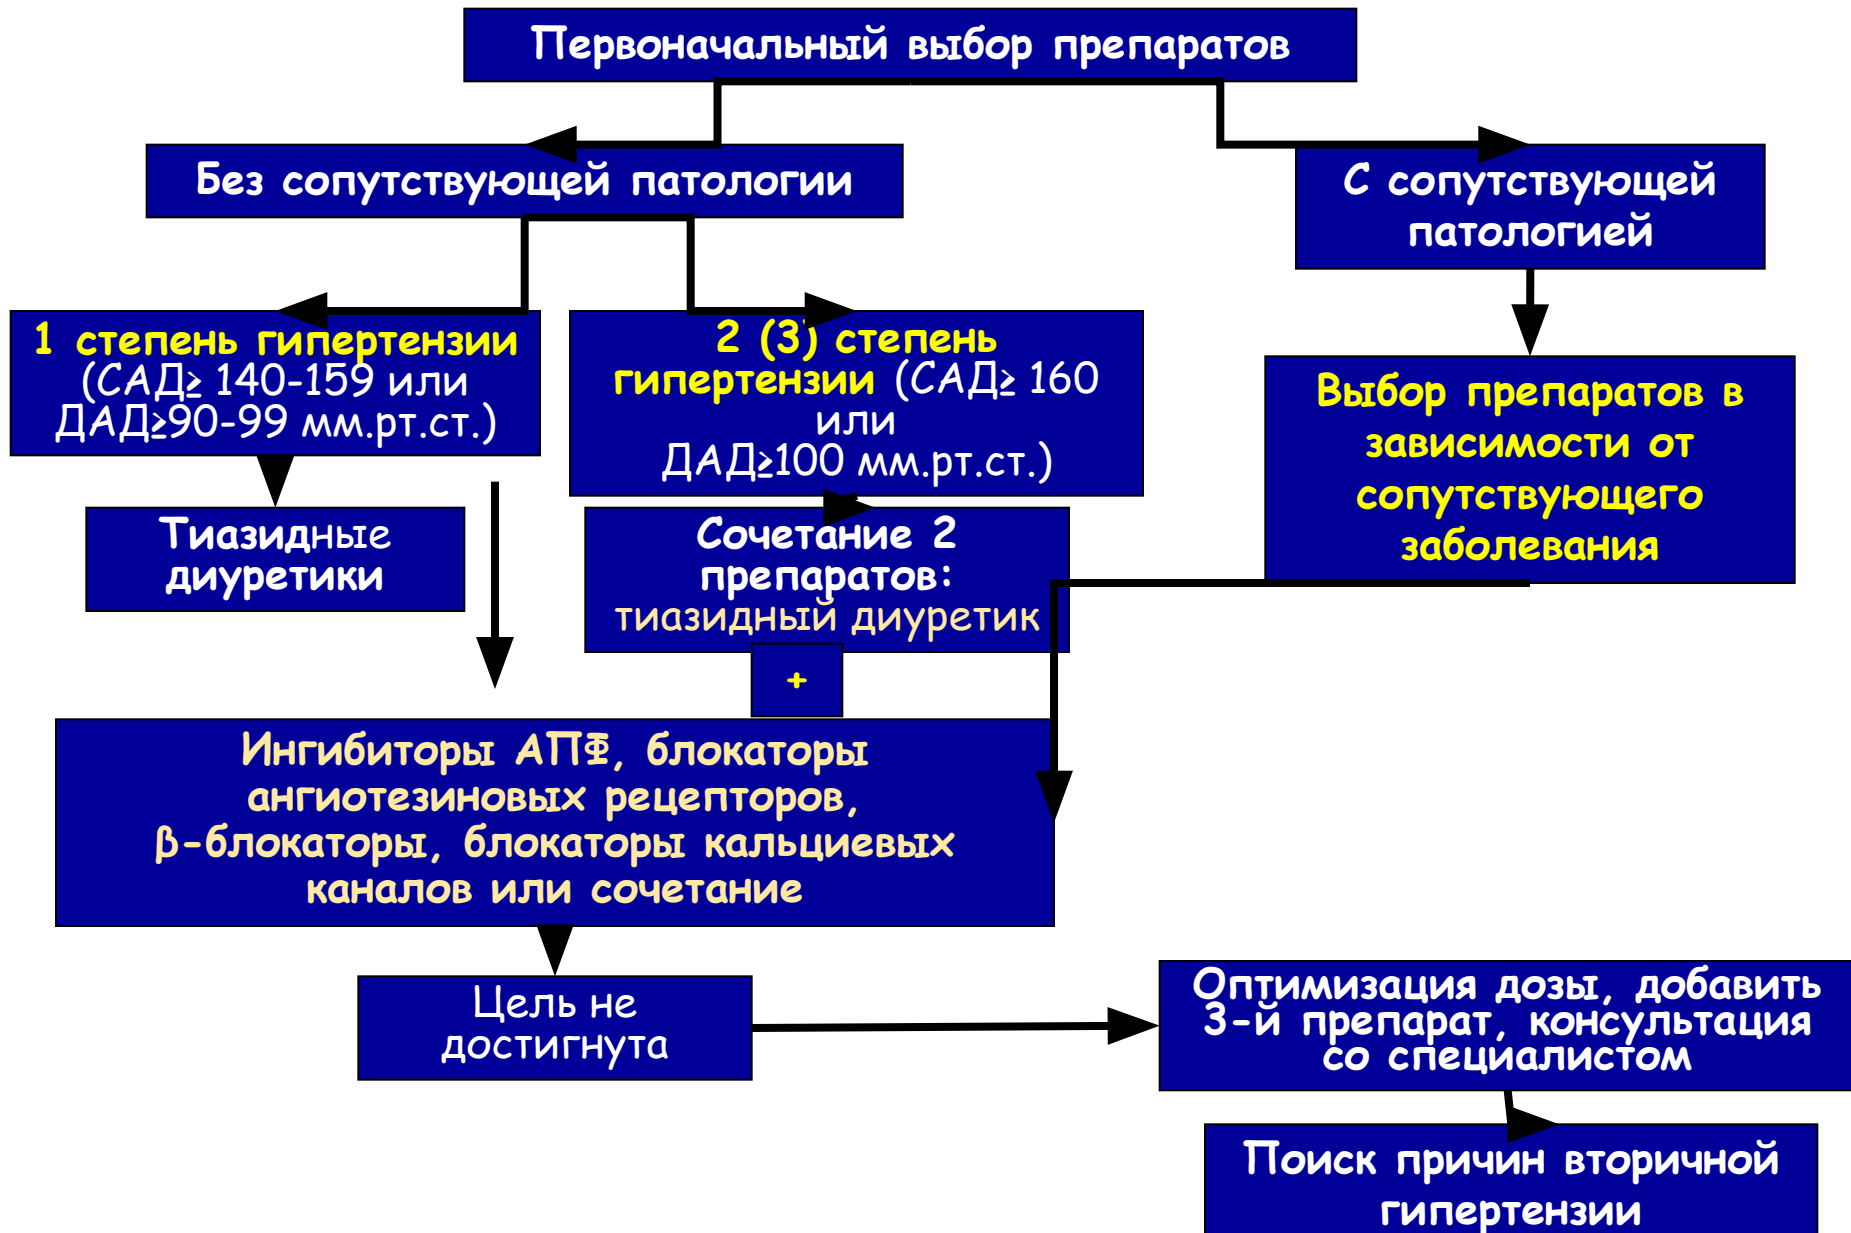 Первоначальный выбор препаратов
Без сопутствующей патологии
С сопутствующей
патологией
1 степень гипертензии
(САД≥ 140-159 или
ДАД≥90-99 мм.рт.ст.)
2 (3) степень
гипертензии (САД≥ 160
или
ДАД≥100 мм.рт.ст.)
Выбор препаратов в
зависимости от
сопутствующего
заболевания
Тиазидные
диуретики
Сочетание 2
препаратов:
тиазидный диуретик
+
Ингибиторы АПФ, блокаторы
ангиотезиновых рецепторов,
β-блокаторы, блокаторы кальциевых
каналов или сочетание
Цель не
достигнута
Оптимизация дозы, добавить
3-й препарат, консультация
со специалистом
Поиск причин вторичной
гипертензии